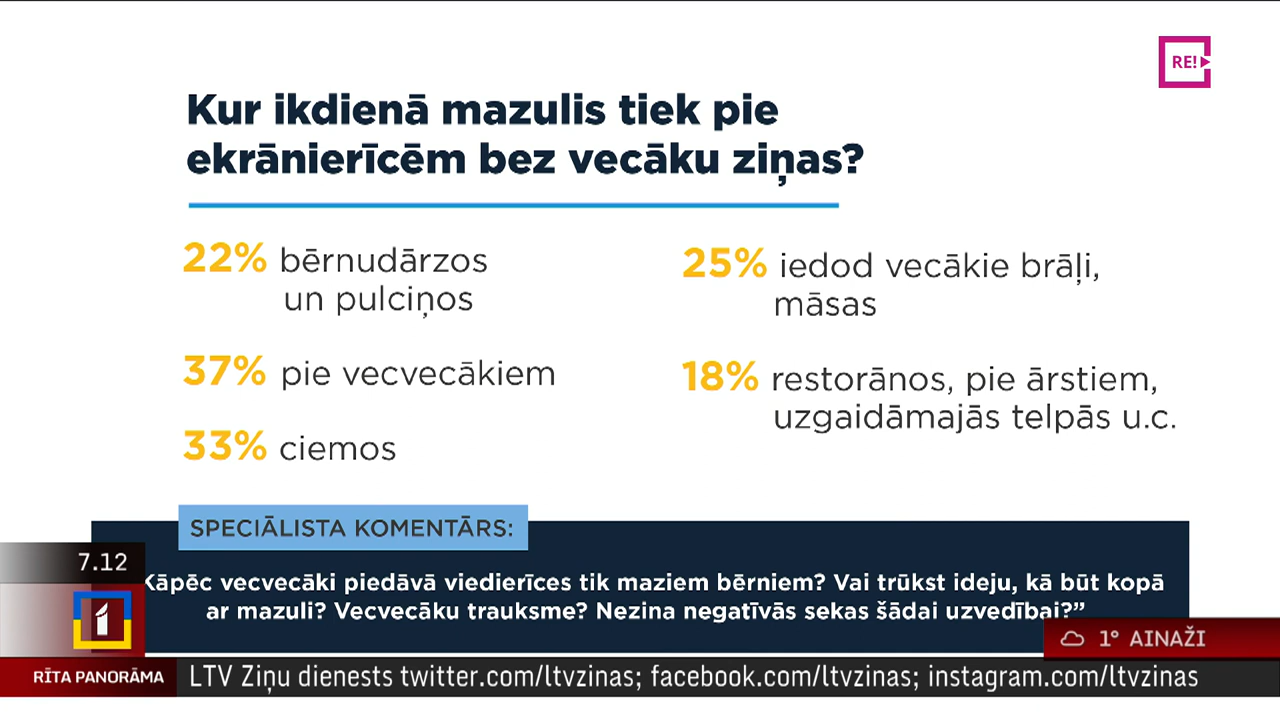 RE!
Kur ikdienā mazulis tiek pie
ekrānierīcēm bez vecāku ziņas?
22% bērnudārzos
un pulciņos
37% pie vecvecākiem
33% ciemos
25% iedod vecākie brāļi,
māsas
18% restorānos, pie ārstiem,
uzgaidāmajās telpās u.c.
SPECIĀLISTA KOMENTĀRS:
Kāpēc vecvecāki piedāvā viedierīces tik maziem bērniem? Vai trūkst ideju, kā būt kopā
ar mazuli? Vecvecāku trauksme? Nezina negatīvās sekas šādai uzvedībai?”
7.12
1
1° AINAŽI
RĪTA PANORĀMA
LTV Ziņu dienests twitter.com/ltvzinas; facebook.com/ltvzinas; instagram.com/ltvzinas